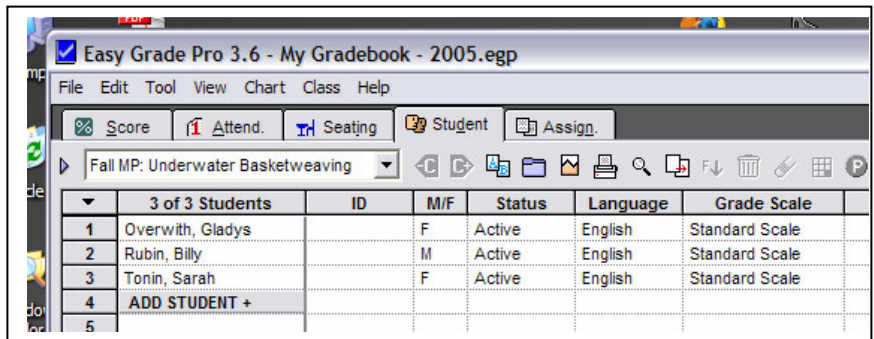 PDF
Easy Grade Pro 3.6 - My Gradebook - 2005.egp
File Edit Tool View Chart Class Help
% Score 1 Attend. Seating Student Assign.
Fall MP: Underwater Basketweaving
3 of 3 Students ID M/F Status Language Grade Scale
1 Overwith, Gladys F Active English Standard Scale
2 Rubin, Billy M Active English Standard Scale
3 Tonin, Sarah F Active English Standard Scale
4 ADD STUDENT +
5